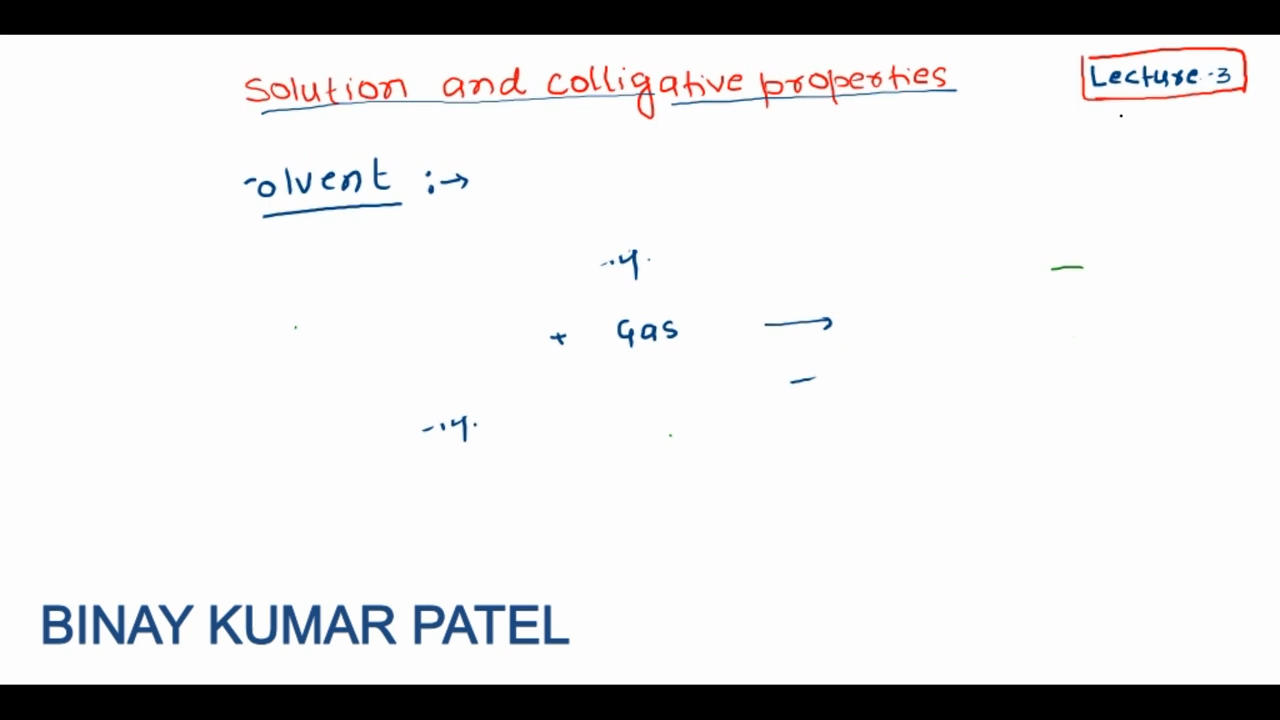 Solution and colligative properties
Lecture-3
olvent :→
+ Gas →
BINAY KUMAR PATEL